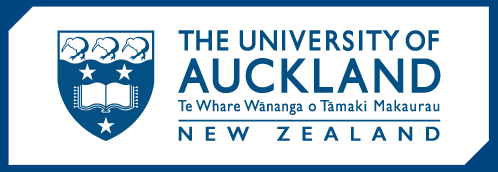 THE UNIVERSITY OF
AUCKLAND
Te Whare Wānanga o Tāmaki Makaurau
NEW ZEALAND